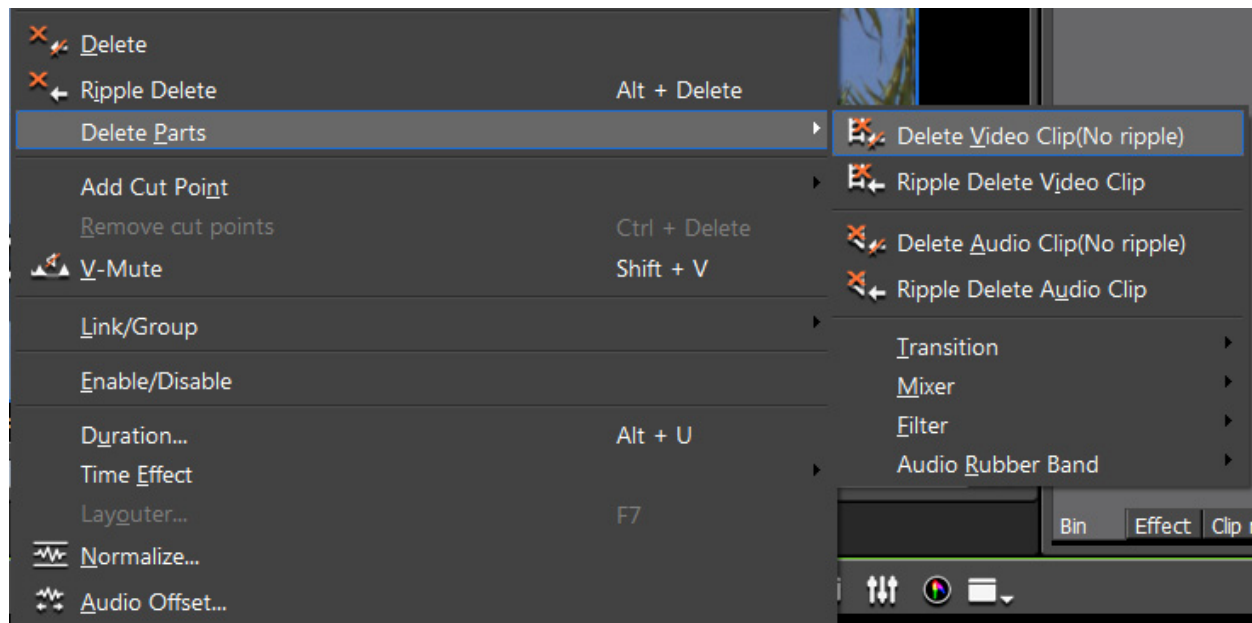 Delete
Ripple Delete Alt + Delete
Delete Parts
Add Cut Point
Remove cut points Ctrl + Delete
V-Mute Shift + V
Link/Group
Enable/Disable
Duration... Alt + U
Time Effect
Layouter... F7
Normalize...
Audio Offset...
Delete Video Clip(No ripple)
Ripple Delete Video Clip
Delete Audio Clip(No ripple)
Ripple Delete Audio Clip
Transition
Mixer
Filter
Audio Rubber Band
Bin Effect Clip